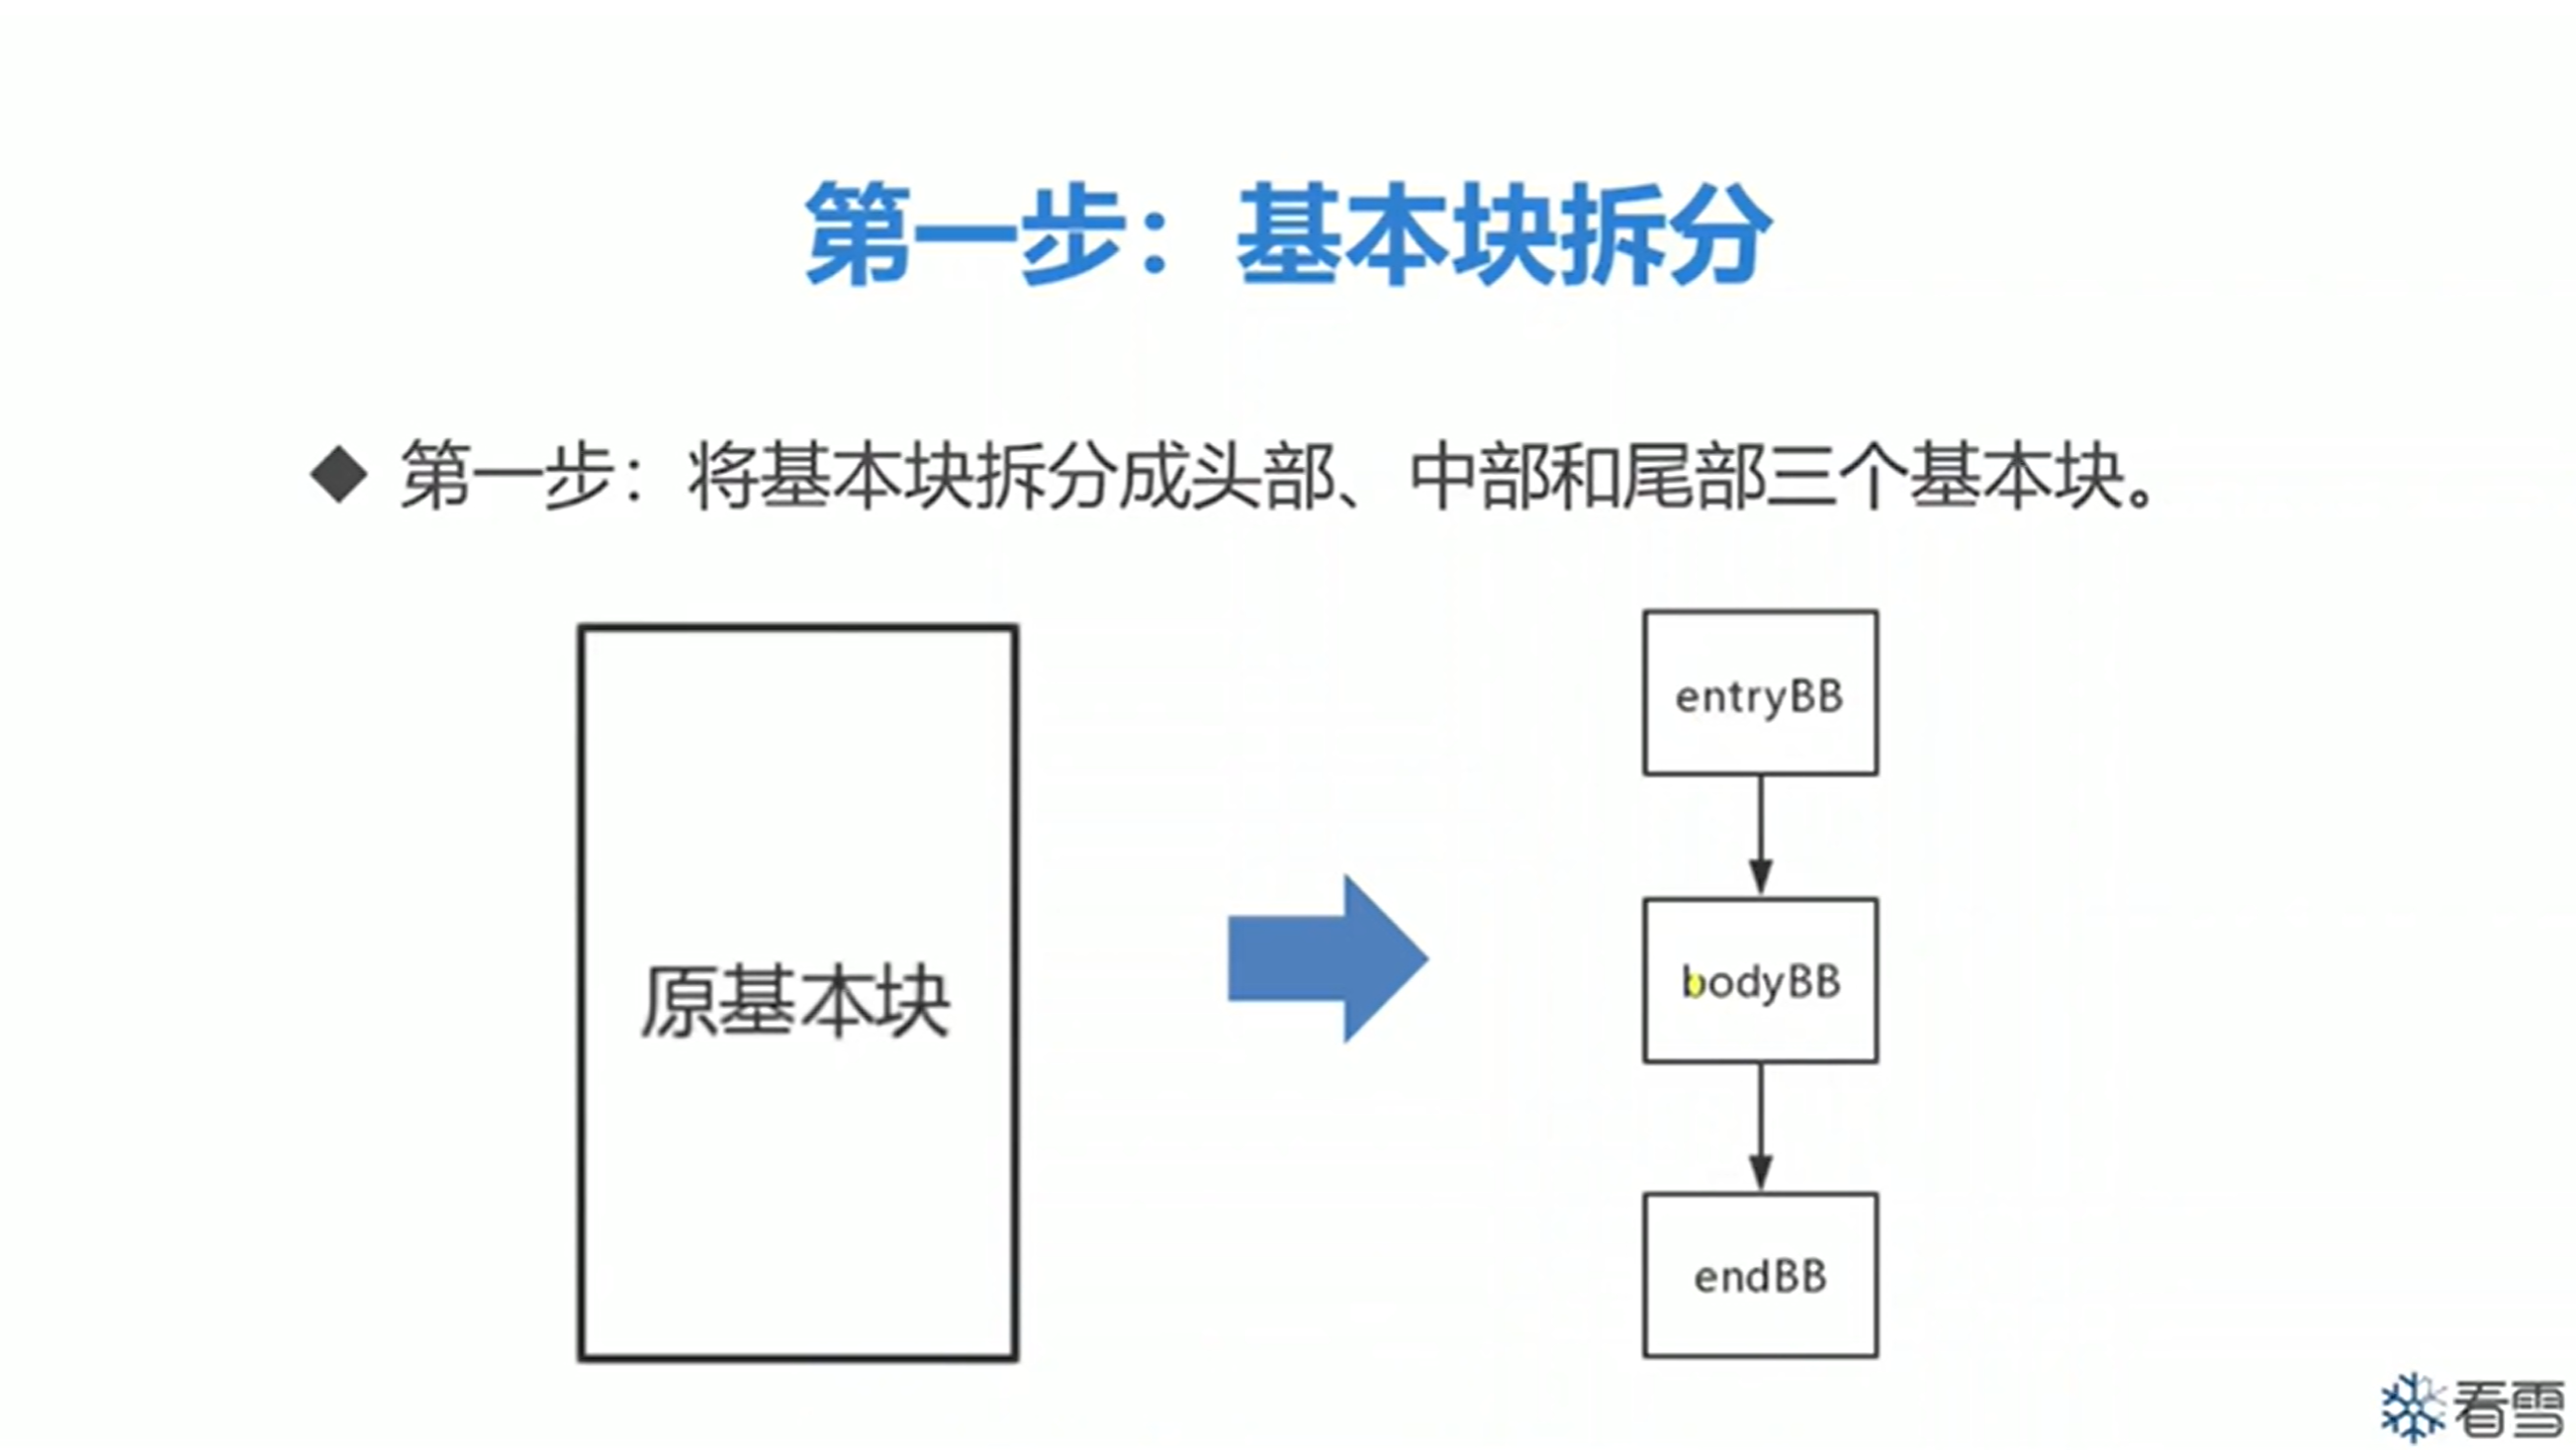 第一步：基本块拆分
◆ 第一步：将基本块拆分成头部、中部和尾部三个基本块。
原基本块
entryBB
bodyBB
endBB
看雪